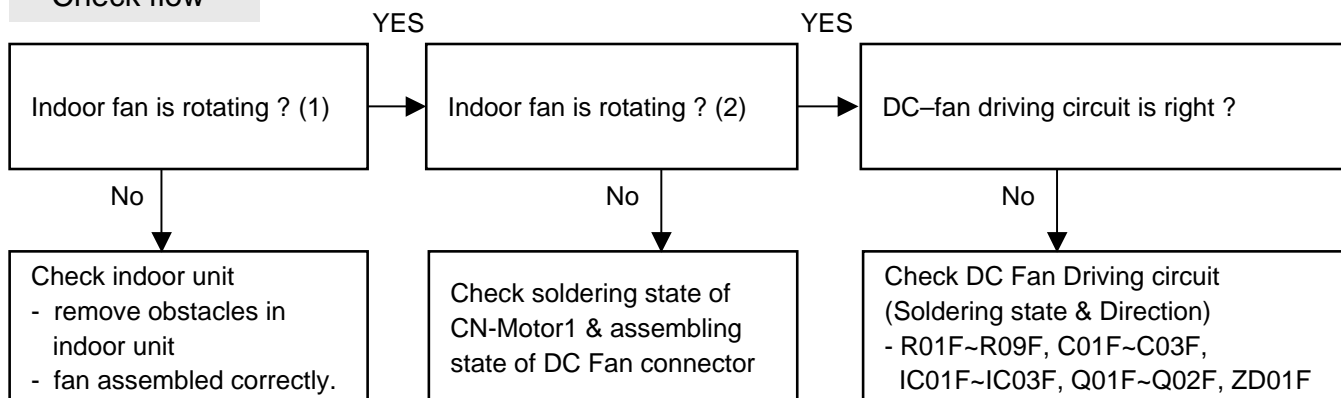 Check flow
YES
YES
Indoor fan is rotating ? (1)
Indoor fan is rotating ? (2)
DC–fan driving circuit is right ?
No
No
No
Check indoor unit
- remove obstacles in
indoor unit
- fan assembled correctly.
Check soldering state of
CN-Motor1 & assembling
state of DC Fan connector
Check DC Fan Driving circuit
(Soldering state & Direction)
- R01F~R09F, C01F~C03F,
IC01F~IC03F, Q01F~Q02F, ZD01F